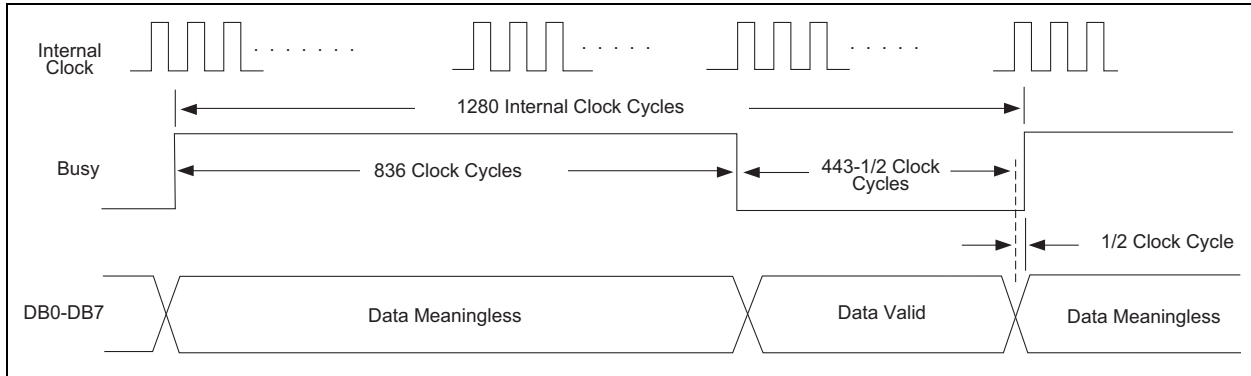 Internal
Clock
1280 Internal Clock Cycles
Busy
836 Clock Cycles
443-1/2 Clock
Cycles
1/2 Clock Cycle
DB0-DB7
Data Meaningless
Data Valid
Data Meaningless